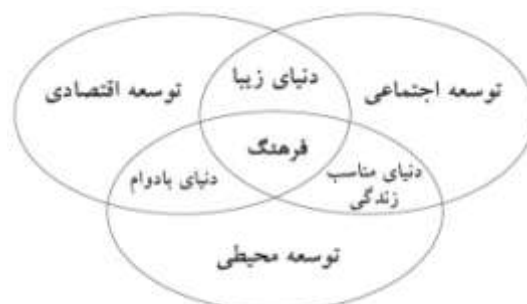 دنیای زیبا
توسعه اجتماعی
توسعه اقتصادی
فرهنگ
دنیای مناسب
زندگی
دنیای بادوام
توسعه محیطی